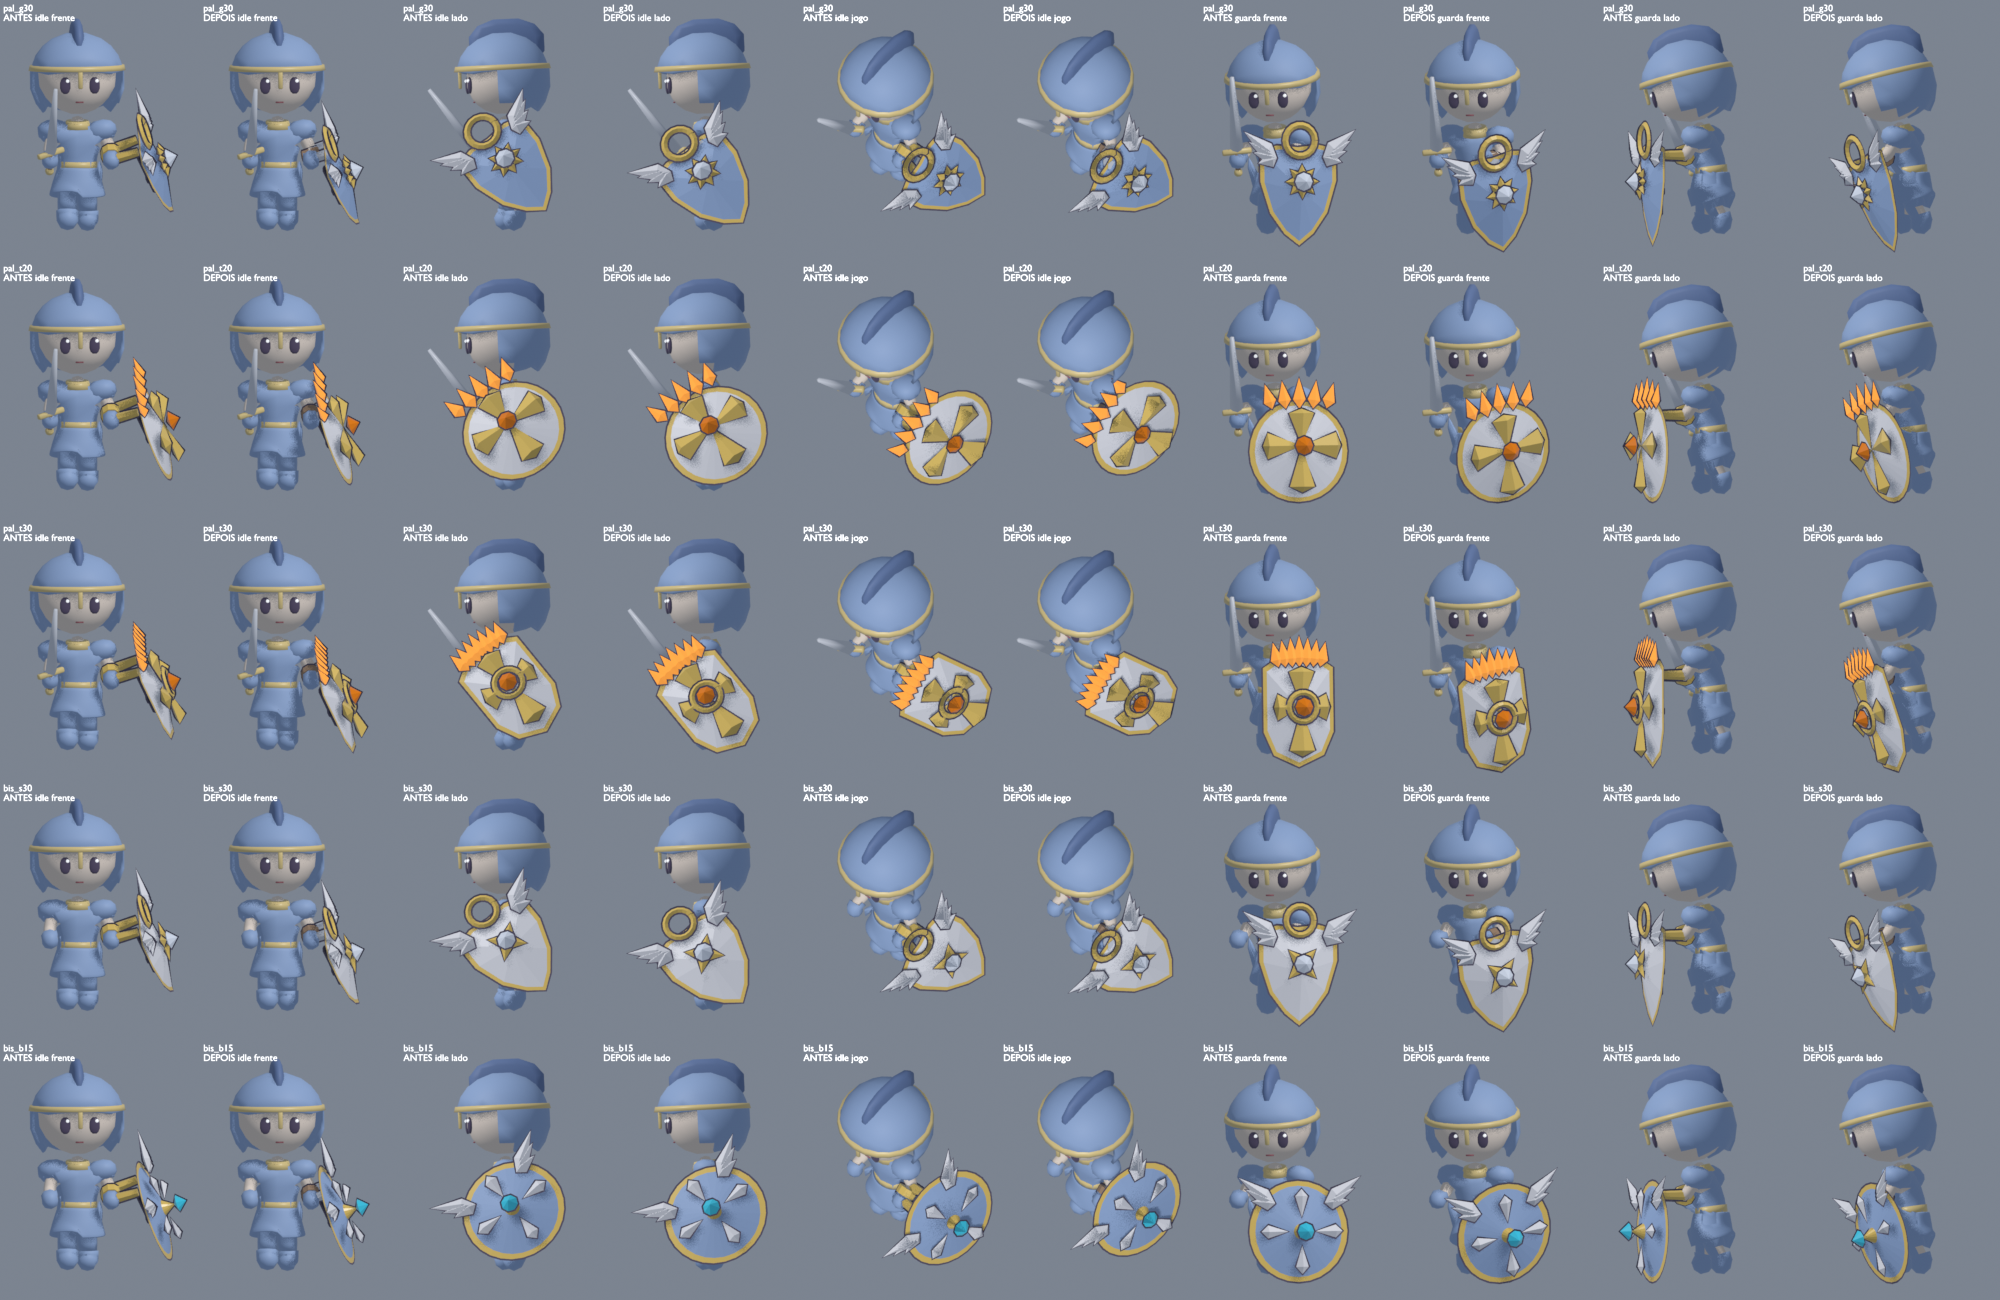 pal_g30
ANTES idle frente
pal_g30
DEPOIS idle frente
pal_g30
ANTES idle lado
pal_g30
DEPOIS idle lado
pal_g30
ANTES idle jogo
pal_g30
DEPOIS idle jogo
pal_g30
ANTES guarda frente
pal_g30
DEPOIS guarda frente
pal_g30
ANTES guarda lado
pal_g30
DEPOIS guarda lado
pal_t20
ANTES idle frente
pal_t20
DEPOIS idle frente
pal_t20
ANTES idle lado
pal_t20
DEPOIS idle lado
pal_t20
ANTES idle jogo
pal_t20
DEPOIS idle jogo
pal_t20
ANTES guarda frente
pal_t20
DEPOIS guarda frente
pal_t20
ANTES guarda lado
pal_t20
DEPOIS guarda lado
pal_t30
ANTES idle frente
pal_t30
DEPOIS idle frente
pal_t30
ANTES idle lado
pal_t30
DEPOIS idle lado
pal_t30
ANTES idle jogo
pal_t30
DEPOIS idle jogo
pal_t30
ANTES guarda frente
pal_t30
DEPOIS guarda frente
pal_t30
ANTES guarda lado
pal_t30
DEPOIS guarda lado
bis_s30
ANTES idle frente
bis_s30
DEPOIS idle frente
bis_s30
ANTES idle lado
bis_s30
DEPOIS idle lado
bis_s30
ANTES idle jogo
bis_s30
DEPOIS idle jogo
bis_s30
ANTES guarda frente
bis_s30
DEPOIS guarda frente
bis_s30
ANTES guarda lado
bis_s30
DEPOIS guarda lado
bis_b15
ANTES idle frente
bis_b15
DEPOIS idle frente
bis_b15
ANTES idle lado
bis_b15
DEPOIS idle lado
bis_b15
ANTES idle jogo
bis_b15
DEPOIS idle jogo
bis_b15
ANTES guarda frente
bis_b15
DEPOIS guarda frente
bis_b15
ANTES guarda lado
bis_b15
DEPOIS guarda lado